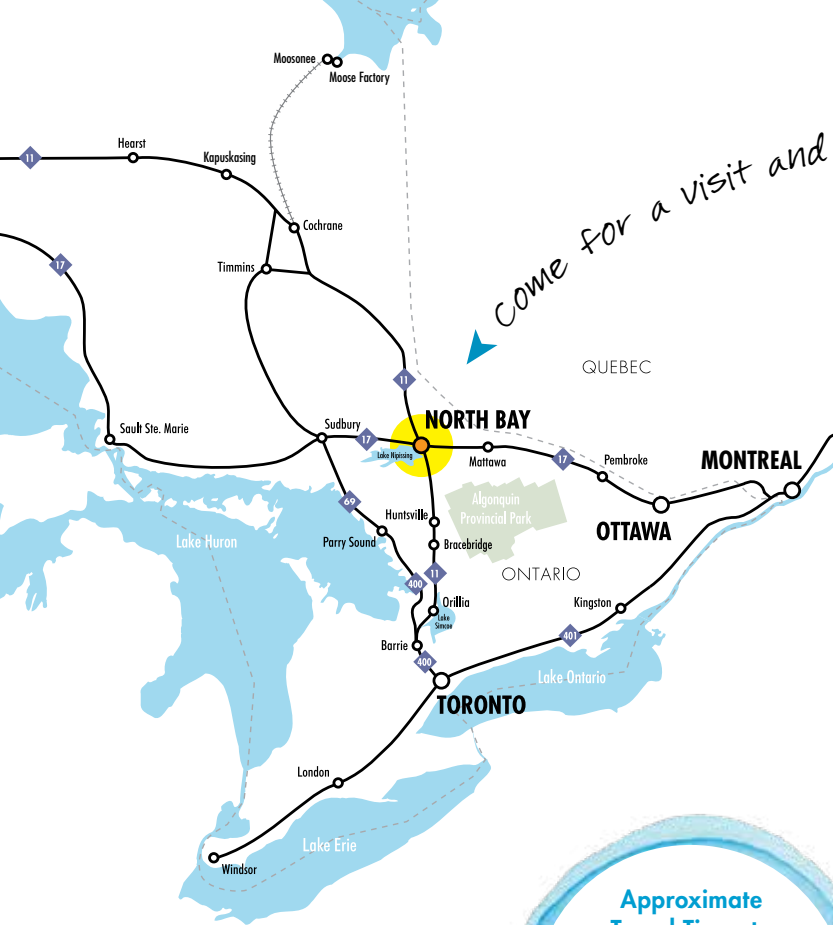 Moosonee
Moose Factory
come for a visit and
11
Hearst
Kapuskasing
Cochrane
17
Timmins
QUEBEC
11
NORTH BAY
Sault Ste. Marie
Sudbury
17
Lake Nipissing
Mattawa
17
Pembroke
MONTREAL
69
Algonquin
Provincial Park
Huntsville
OTTAWA
Lake Huron
Parry Sound
Bracebridge
11
ONTARIO
400
Orillia
Kingston
Lake
Simcoe
401
Barrie
400
Lake Ontario
TORONTO
London
Lake Erie
Windsor
Approximate